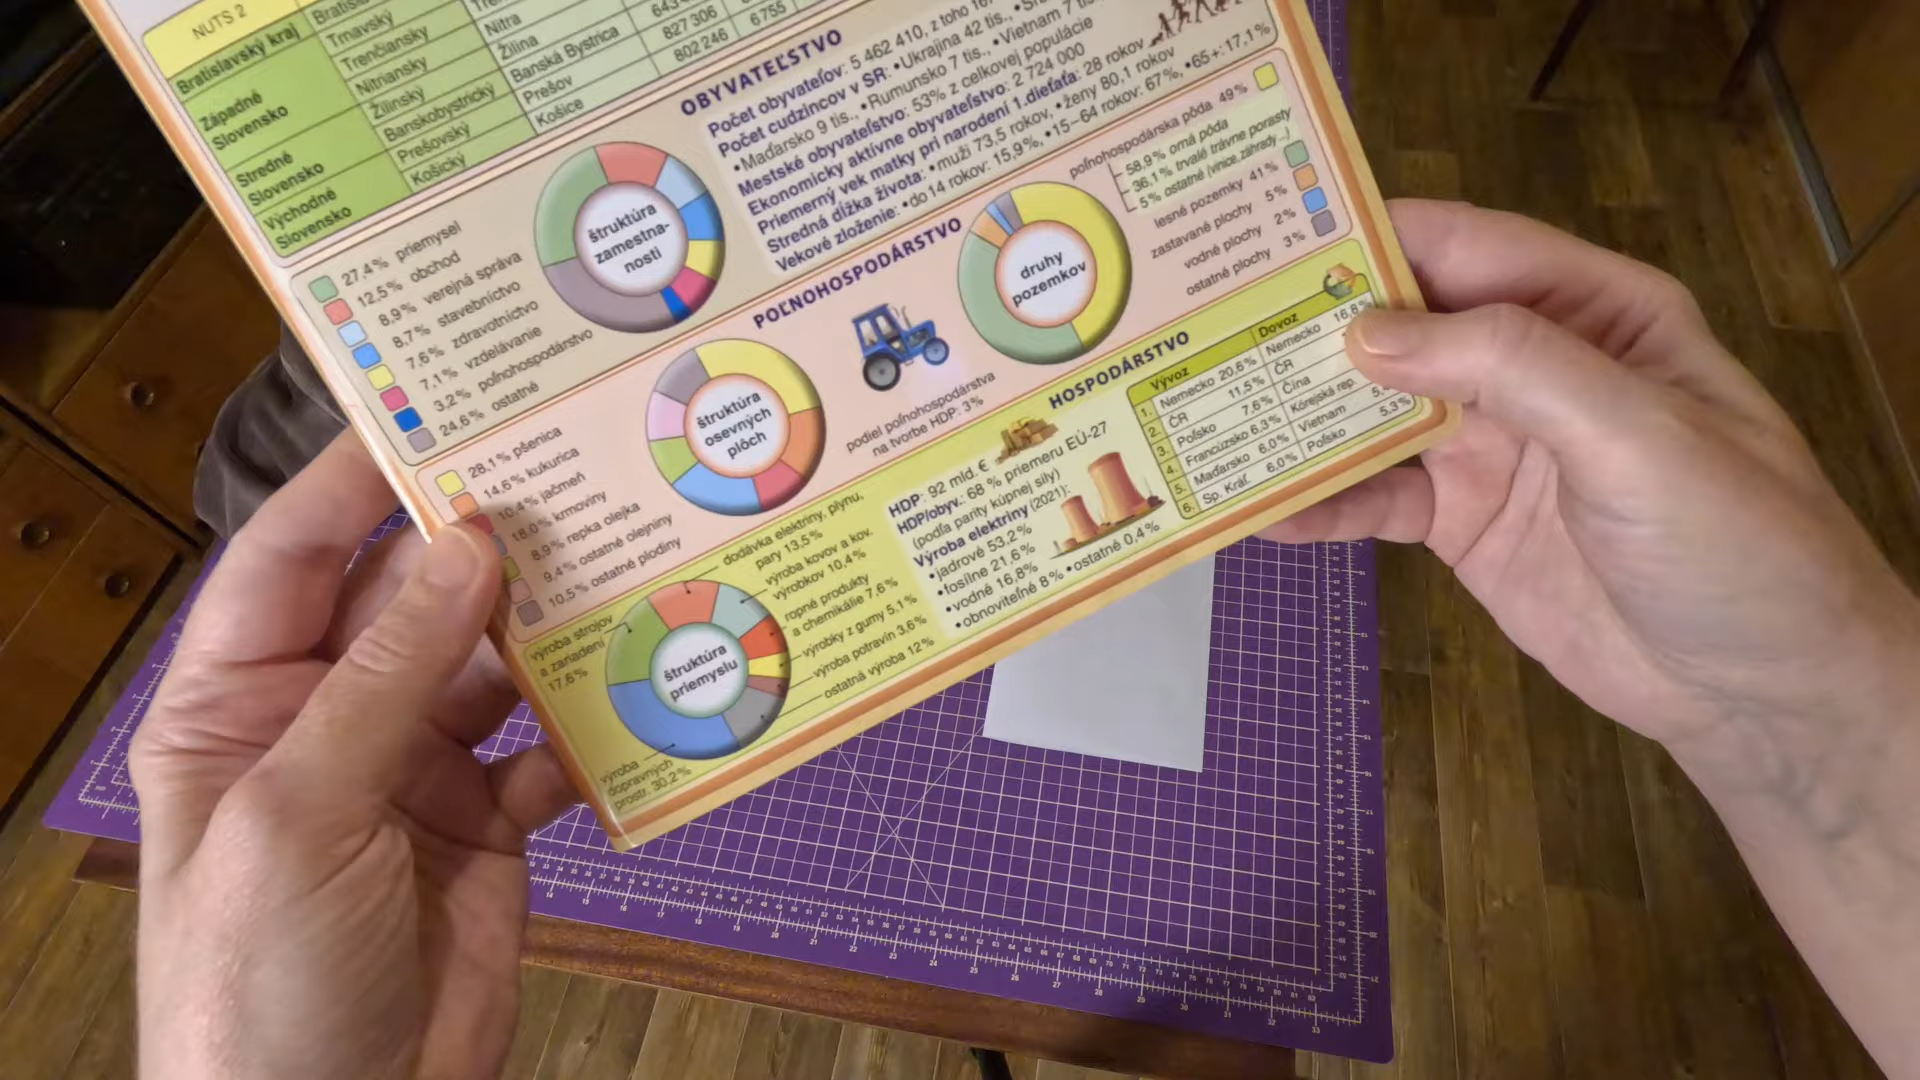 NUTS 2
Bratislavský kraj
Západné
Slovensko
Stredné
Slovensko
Východné
Slovensko
Trnavský
Trenčiansky
Nitriansky
Žilinský
Banskobystrický
Prešovský
Košický
Nitra
Žilina
Banská Bystrica
Prešov
Košice
827 306
802 246
6 755
OBYVATEĽSTVO
Počet obyvateľov: 5 462 410, z toho
Počet cudzincov v SR: •Ukrajina 42 tis.,
•Maďarsko 9 tis., •Rumunsko 7 tis., •Vietnam 7 tis.
Mestské obyvateľstvo: 53% z celkovej populácie
Ekonomicky aktívne obyvateľstvo: 2 724 000
Priemerný vek matky pri narodení 1.dieťaťa: 28 rokov
Stredná dĺžka života: •muži 73,5 rokov, •ženy 80,1 rokov
Vekové zloženie: •do 14 rokov: 15,9%, •15–64 rokov: 67%, •65+: 17,1%
27,4% priemysel
12,5% obchod
8,9% verejná správa
8,7% stavebníctvo
7,6% zdravotníctvo
7,1% vzdelávanie
3,2% poľnohospodárstvo
24,6% ostatné
štruktúra
zamestna-
nosti
POĽNOHOSPODÁRSTVO
28,1% pšenica
14,6% kukurica
10,4% jačmeň
18,0% krmoviny
8,9% repka olejka
9,4% ostatné olejniny
10,5% ostatné plodiny
štruktúra
osevných
plôch
podiel poľnohospodárstva
na tvorbe HDP: 3%
druhy
pozemkov
poľnohospodárska pôda 49%
58,9% orná pôda
36,1% trvalé trávne porasty
5% ostatné (vinice, záhrady...)
lesné pozemky 41%
zastavané plochy 5%
vodné plochy 2%
ostatné plochy 3%
HOSPODÁRSTVO
výroba strojov
a zariadení
17,6%
dodávka elektriny, plynu,
pary 13,5%
výroba kovov a kov.
výrobkov 10,4%
ropné produkty
a chemikálie 7,6%
výrobky z gumy 5,1%
výroba potravín 3,6%
ostatná výroba 12%
výroba
dopravných
prostr. 30,2%
štruktúra
priemyslu
HDP: 92 mld. €
HDP/obyv.: 68 % priemeru EÚ-27
(podľa parity kúpnej sily)
Výroba elektriny (2021):
•jadrové 53,2%
•fosílne 21,6%
•vodné 16,8%
•obnoviteľné 8% •ostatné 0,4%
Vývoz Dovoz
1. Nemecko 20,6% Nemecko 16,8%
2. ČR 11,5% ČR
3. Poľsko 7,6% Čína
4. Francúzsko 6,3% Kórejská rep.
5. Maďarsko 6,0% Vietnam
6. Sp. Kráľ. 6,0% Poľsko 5,3%